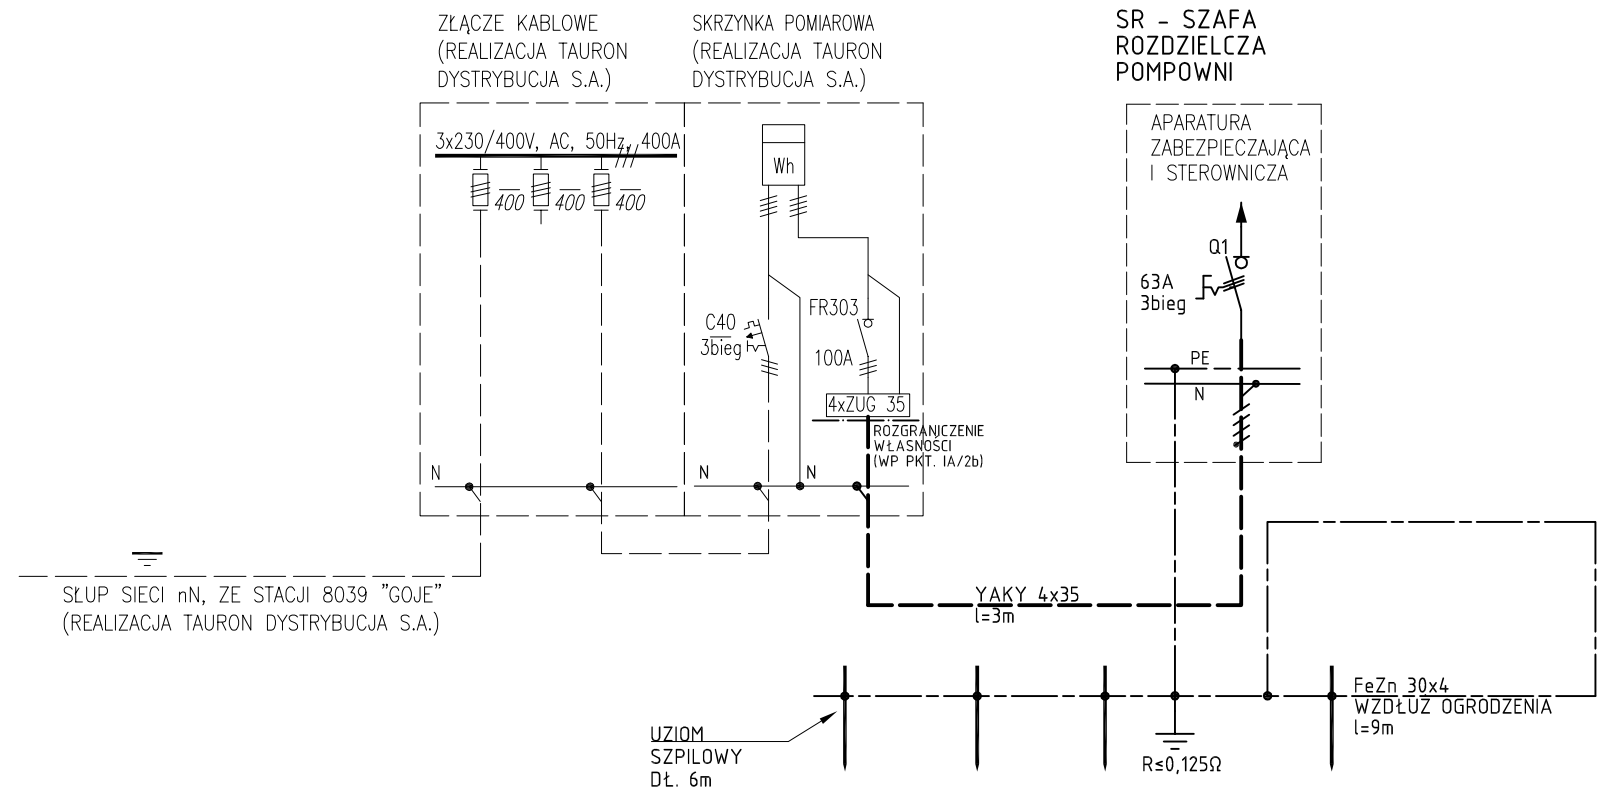 ZŁĄCZE KABLOWE
(REALIZACJA TAURON
DYSTRYBUCJA S.A.)
SKRZYNKA POMIAROWA
(REALIZACJA TAURON
DYSTRYBUCJA S.A.)
SR - SZAFA
ROZDZIELCZA
POMPOWNI
3x230/400V, AC, 50Hz, 400A
400
400
400
Wh
C40
3bieg
FR303
100A
4xZUG 35
ROZGRANICZENIE
WŁASNOŚCI
(WP PKT. IA/2b)
N
N
N
APARATURA
ZABEZPIECZAJĄCA
I STEROWNICZA
Q1
63A
3bieg
PE
N
SŁUP SIECI nN, ZE STACJI 8039 "GOJE"
(REALIZACJA TAURON DYSTRYBUCJA S.A.)
YAKY 4x35
l=3m
UZIOM
SZPILOWY
DŁ. 6m
R≤0,125Ω
FeZn 30x4
WZDŁUŻ OGRODZENIA
l=9m